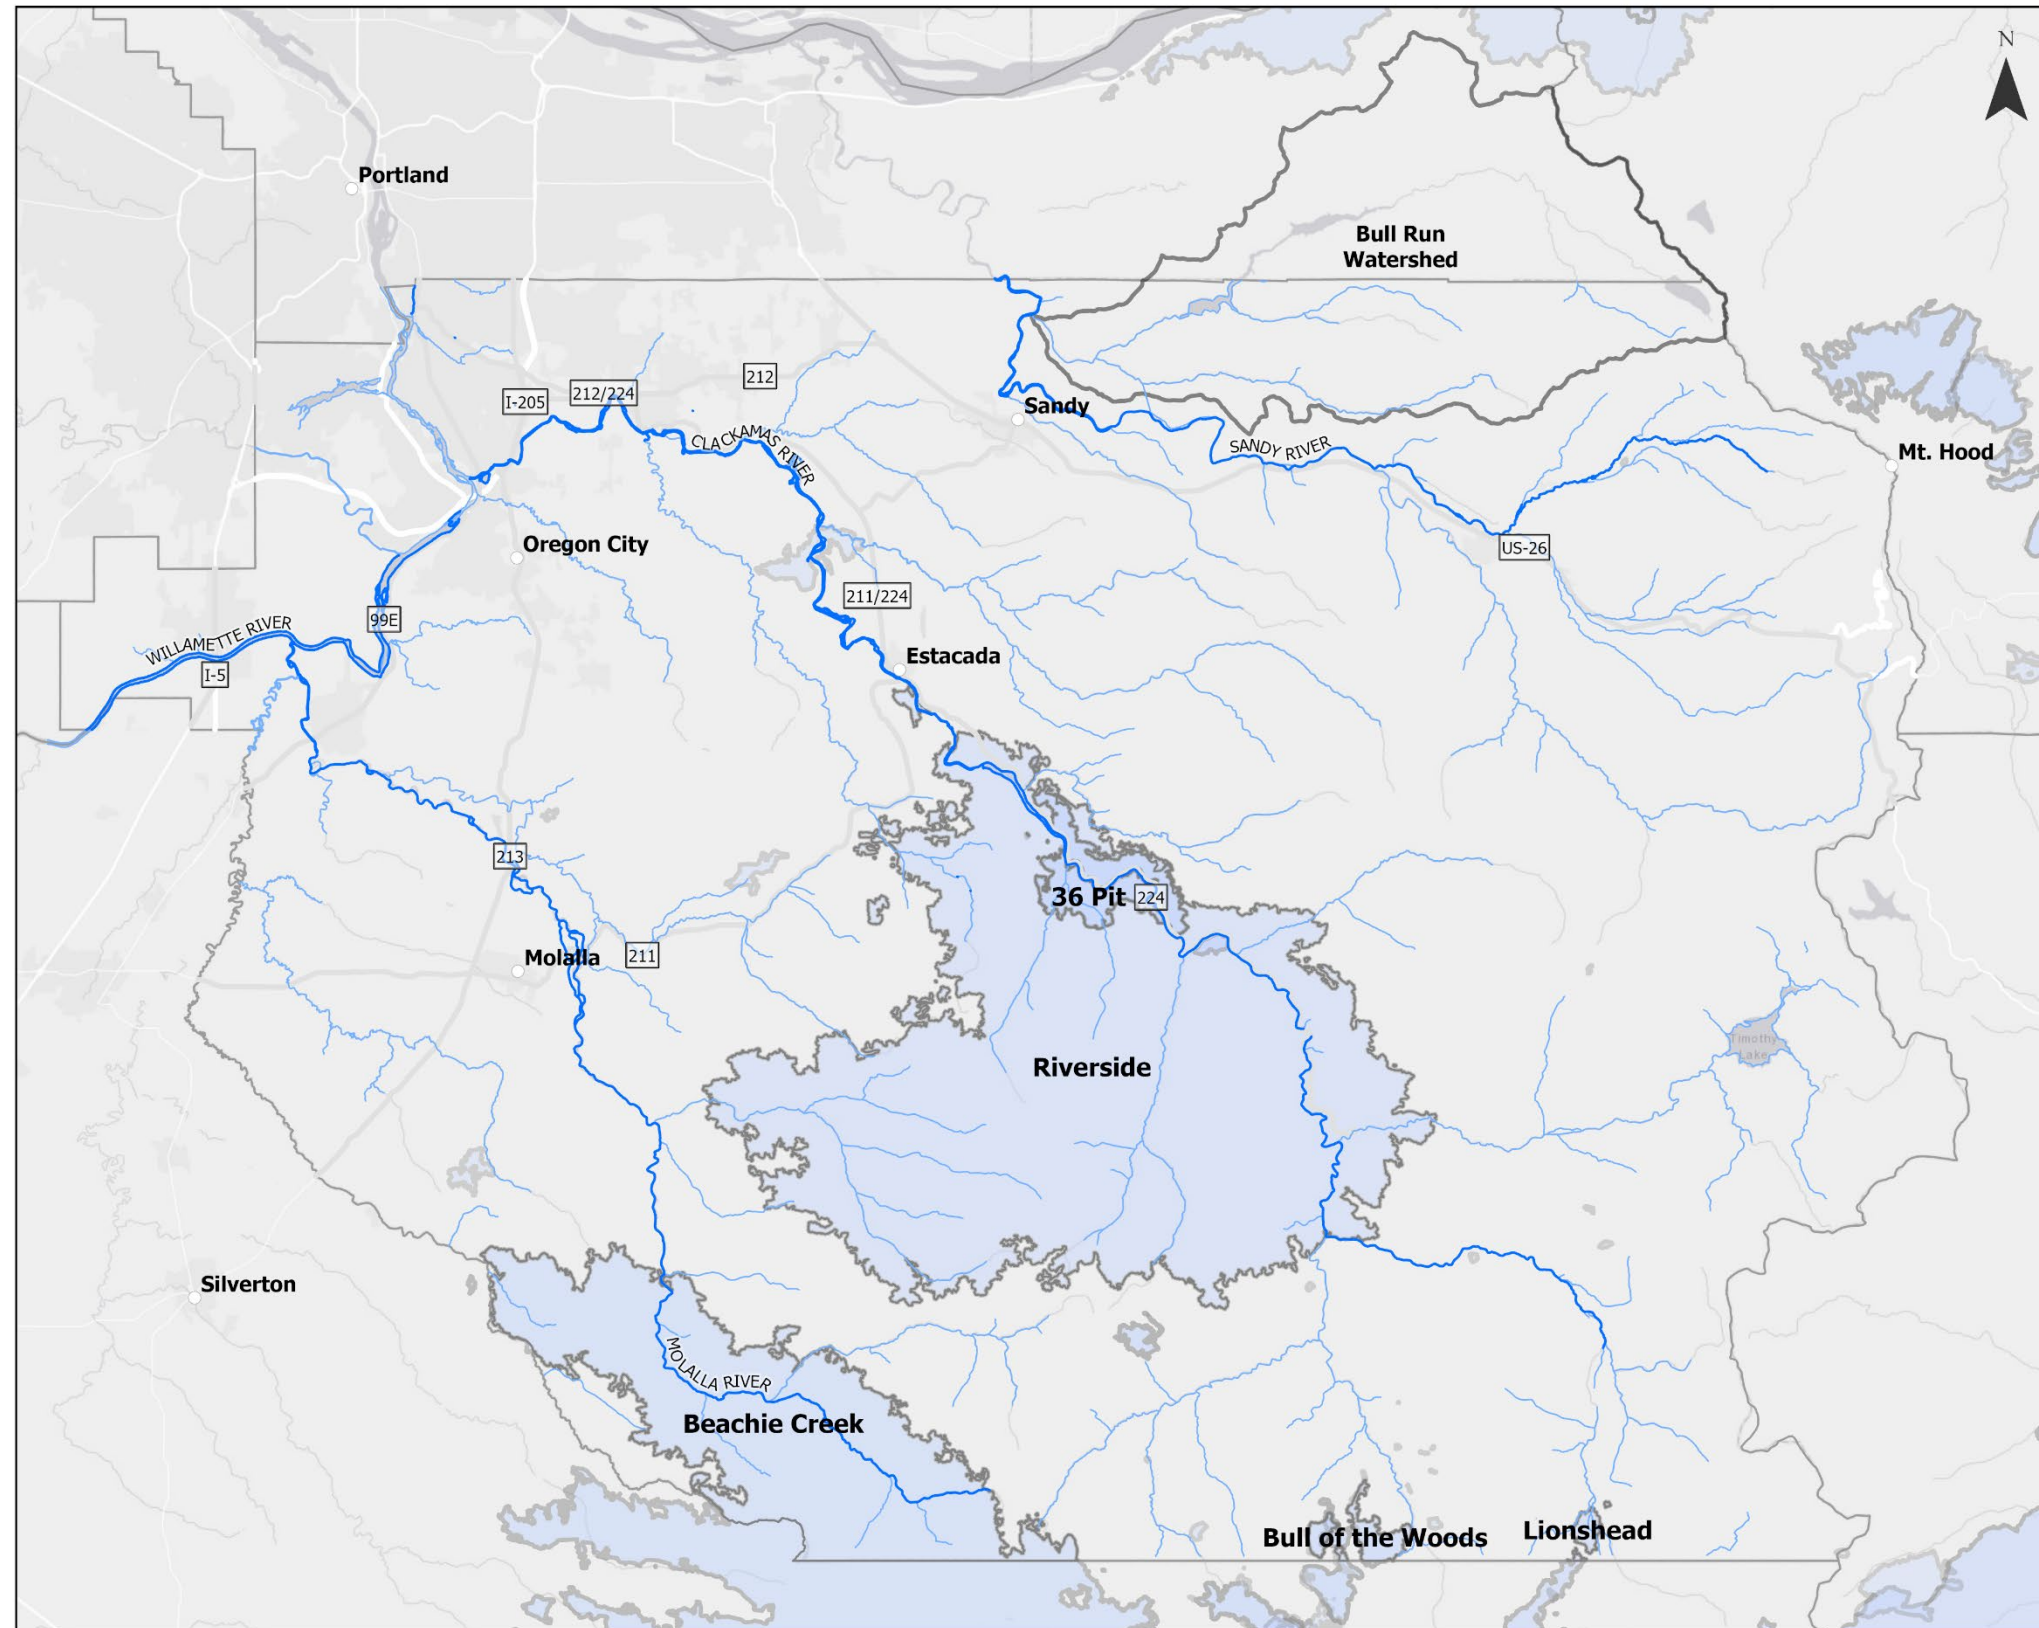 N
Portland
Bull Run
Watershed
212
212/224
I-205
Sandy
CLACKAMAS RIVER
SANDY RIVER
Mt. Hood
Oregon City
US-26
211/224
99E
WILLAMETTE RIVER
I-5
Estacada
213
36 Pit
224
Molalla
211
Timothy
Lake
Riverside
Silverton
MOLALLA RIVER
Beachie Creek
Bull of the Woods
Lionshead